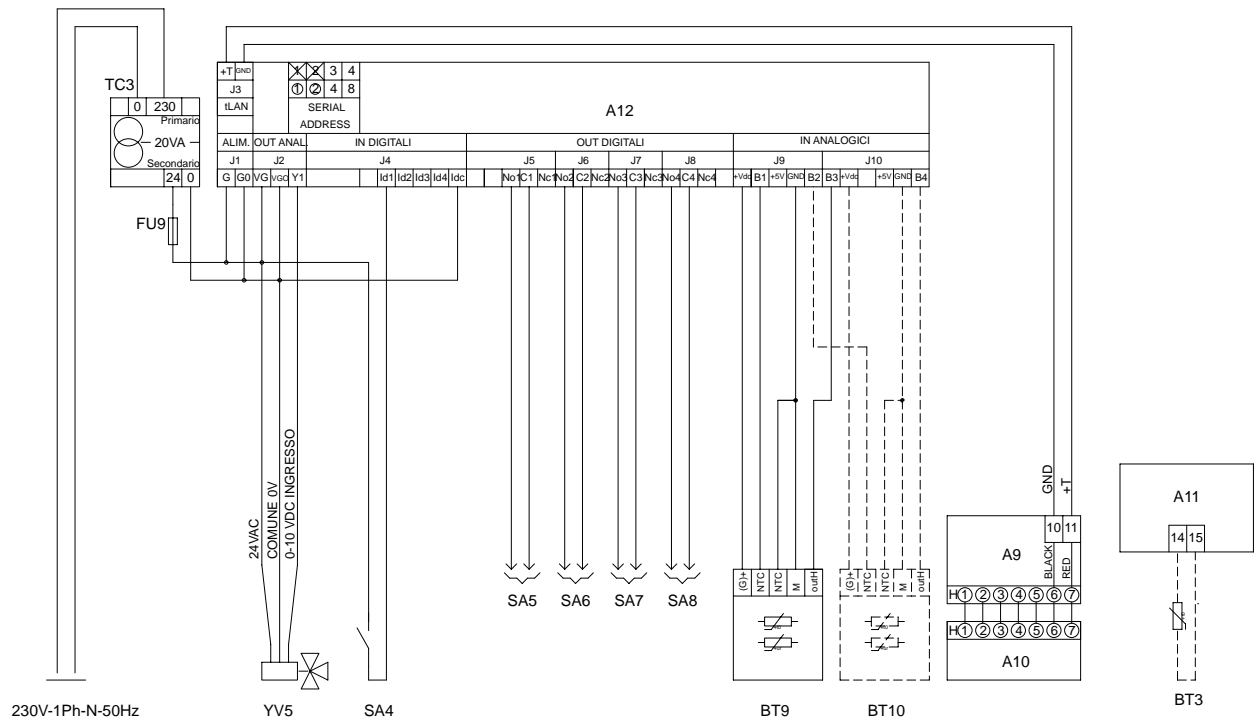 TC3
0 230
Primario
20VA
Secondario
24 0
FU9
+T GND
J3
tLAN
1 2 3 4
1 2 4 8
SERIAL
ADDRESS
A12
ALIM. OUT ANAL. IN DIGITALI OUT DIGITALI IN ANALOGICI
J1 J2 J4 J5 J6 J7 J8 J9 J10
G G0 VG VG0 Y1 Id1 Id2 Id3 Id4 Idc No1 C1 Nc1 No2 C2 Nc2 No3 C3 Nc3 No4 C4 Nc4 +Vdc B1 +5V GND B2 B3 +Vdc +5V GND B4
24VAC
COMUNE 0V
0-10 VDC INGRESSO
SA5 SA6 SA7 SA8
(G)+ NTC NTC M outH
(G)+ NTC NTC M outH
GND
+T
10 11
A9
BLACK
RED
H 1 2 3 4 5 6 7
H 1 2 3 4 5 6 7
A10
A11
14 15
230V-1Ph-N-50Hz
YV5
SA4
BT9
BT10
BT3